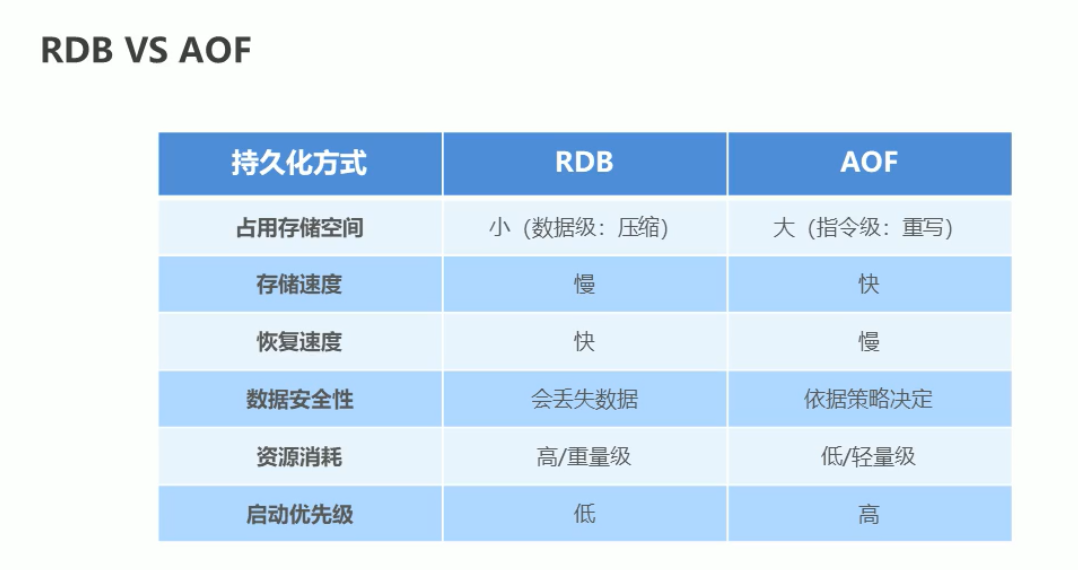 RDB VS AOF
持久化方式 RDB AOF
占用存储空间 小（数据级：压缩） 大（指令级：重写）
存储速度 慢 快
恢复速度 快 慢
数据安全性 会丢失数据 依据策略决定
资源消耗 高/重量级 低/轻量级
启动优先级 低 高